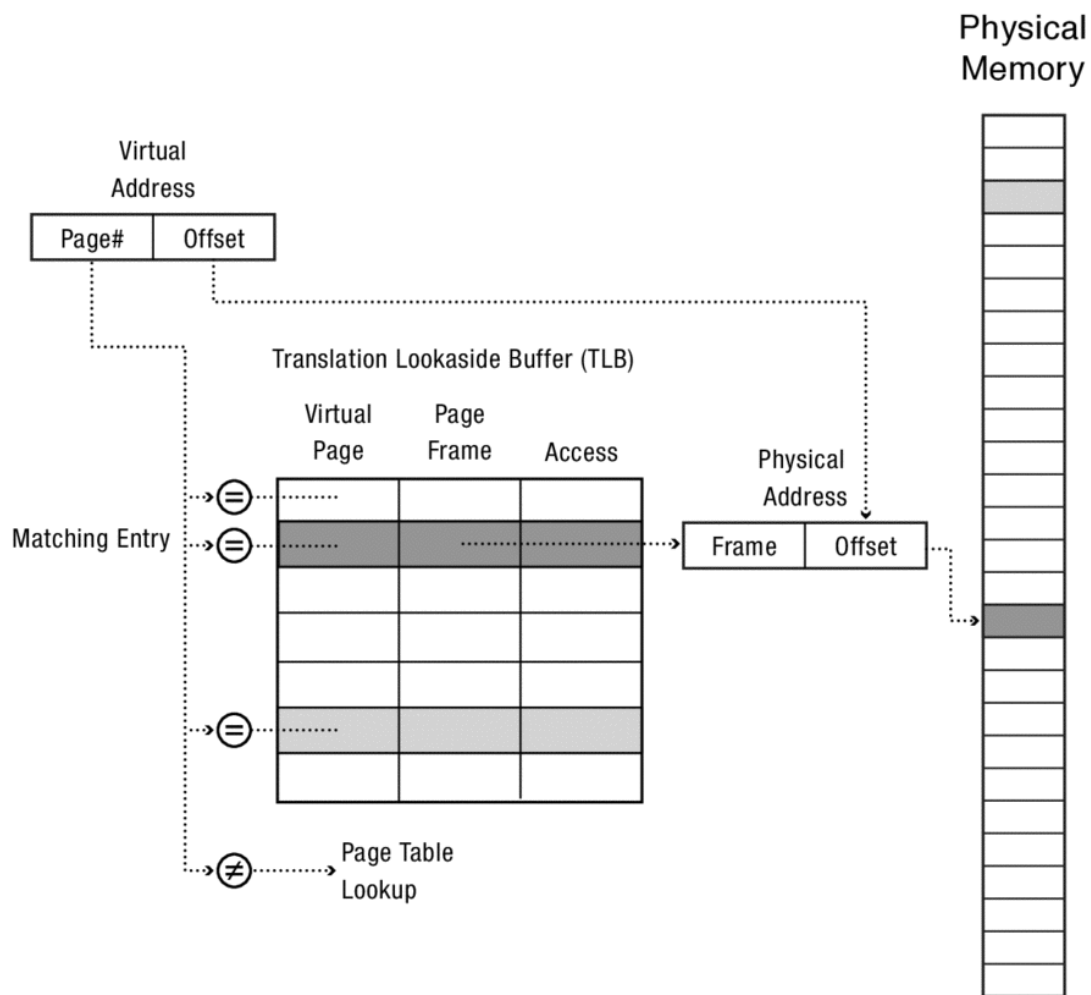 Physical
Memory
Virtual
Address
Page# Offset
Translation Lookaside Buffer (TLB)
Virtual Page
Page Frame Access
Physical
Address
Matching Entry
=
=
Frame Offset
=
≠
Page Table
Lookup